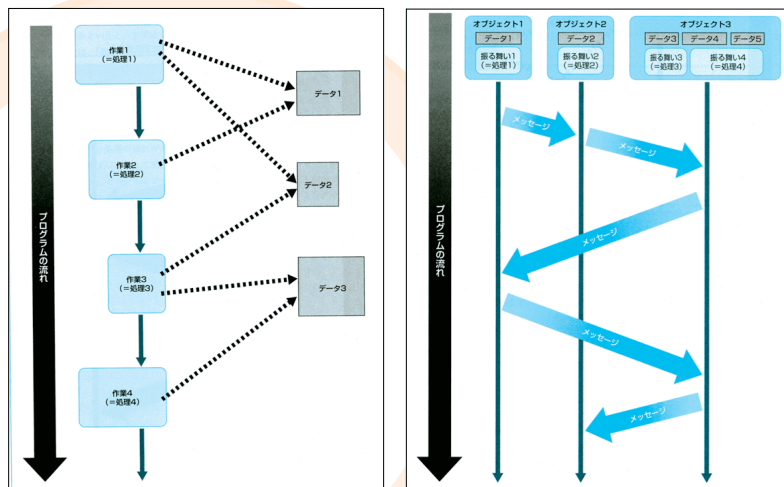 プログラムの流れ
作業1
(=処理1)
データ1
作業2
(=処理2)
データ2
作業3
(=処理3)
データ3
作業4
(=処理4)
プログラムの流れ
オブジェクト1
データ1
振る舞い1
(=処理1)
オブジェクト2
データ2
振る舞い2
(=処理2)
オブジェクト3
データ3
データ4
データ5
振る舞い3
(=処理3)
振る舞い4
(=処理4)
メッセージ
メッセージ
メッセージ
メッセージ
メッセージ